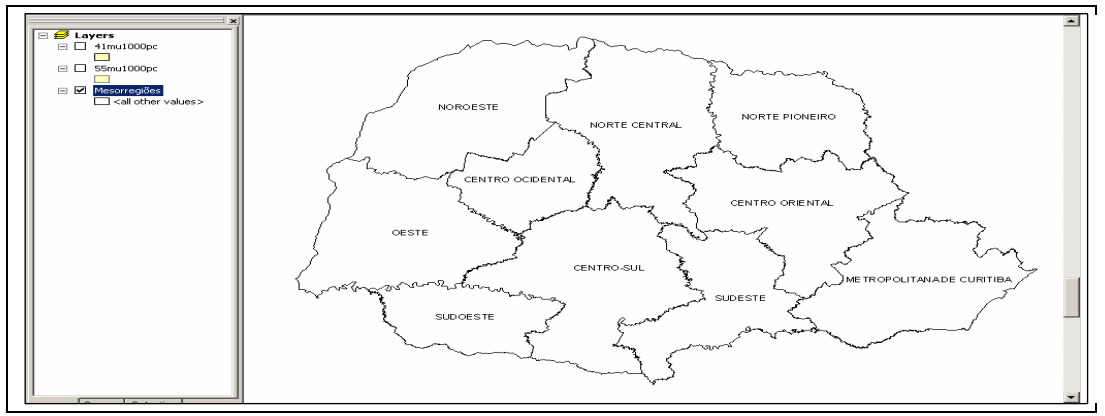 Layers
41mu1000pc
55mu1000pc
Mesorregiões
<all other values>
NOROESTE
NORTE CENTRAL
NORTE PIONEIRO
CENTRO OCIDENTAL
CENTRO ORIENTAL
OESTE
CENTRO-SUL
METROPOLITANA DE CURITIBA
SUDESTE
SUDOESTE